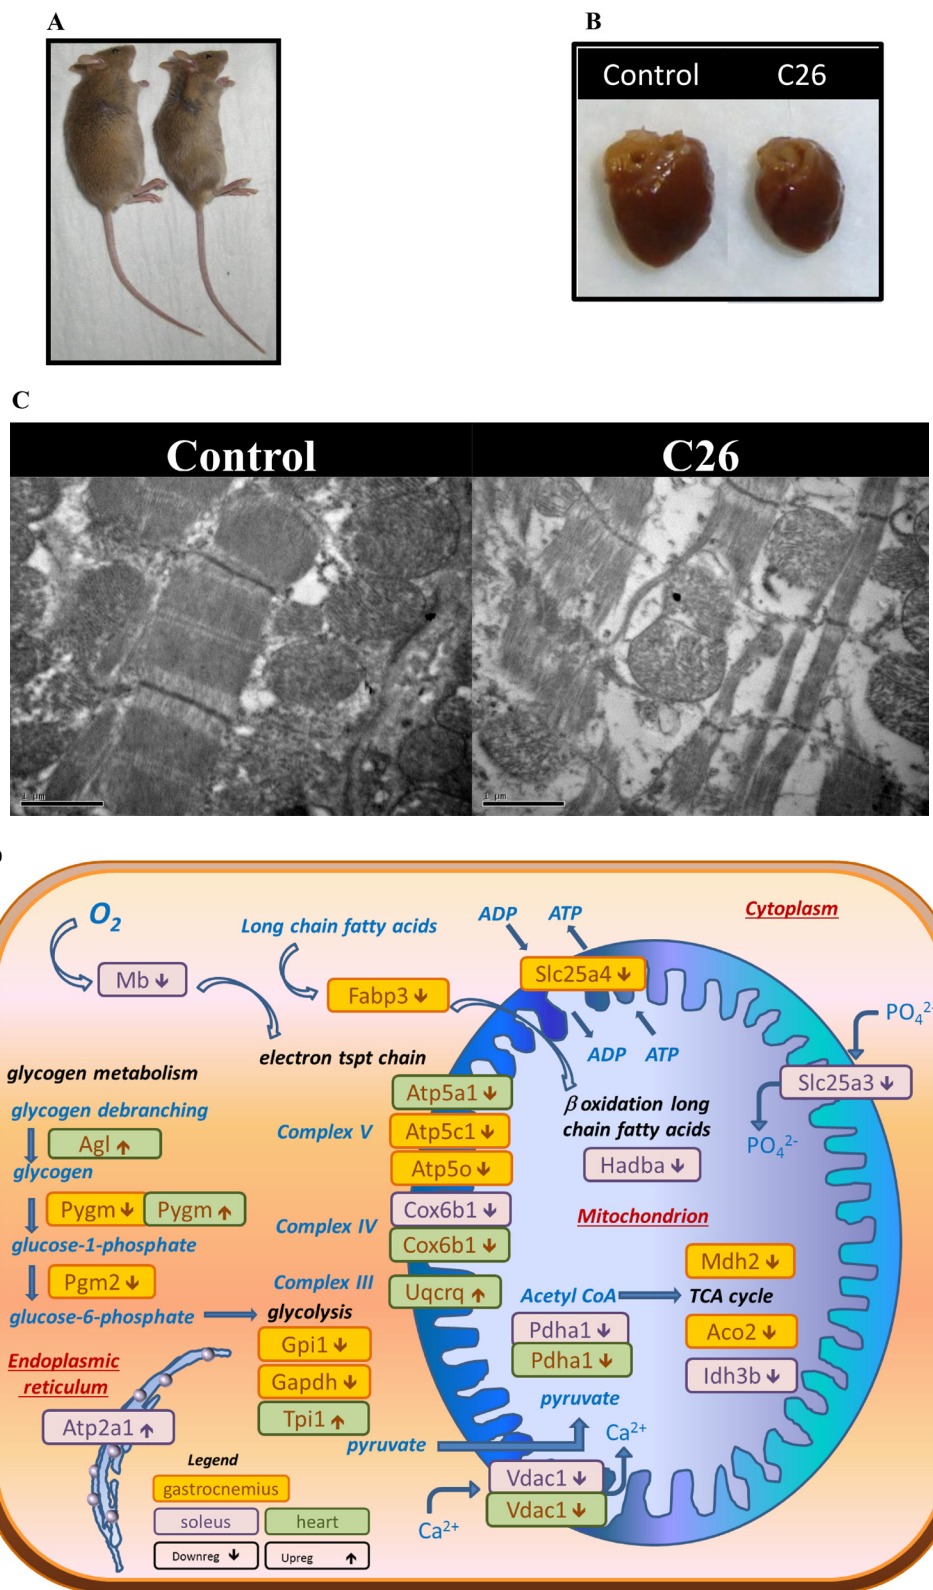 A
B
Control C26
C
Control C26
1 µm 1 µm
O2
Long chain fatty acids
ADP ATP
Cytoplasm
Mb ↓
Fabp3 ↓
Slc25a4 ↓
PO4 2-
ADP ATP
electron tspt chain
glycogen metabolism
Slc25a3 ↓
glycogen debranching
Atp5a1 ↓
β oxidation long
chain fatty acids
Complex V
Atp5c1 ↓
Agl ↑
PO4 2-
glycogen
Atp5o ↓
Hadba ↓
Pygm ↓ Pygm ↑
Cox6b1 ↓
Complex IV
Mitochondrion
glucose-1-phosphate
Cox6b1 ↓
Mdh2 ↓
Pgm2 ↓
Complex III
Uqcrq ↑
Acetyl CoA
TCA cycle
glucose-6-phosphate
glycolysis
Pdha1 ↓
Aco2 ↓
Gpi1 ↓
Pdha1 ↓
Endoplasmic
reticulum
Gapdh ↓
Idh3b ↓
pyruvate
Tpi1 ↑
Atp2a1 ↑
pyruvate
Ca2+
Legend
Vdac1 ↓
gastrocnemius
Vdac1 ↓
soleus heart
Ca2+
Downreg ↓ Upreg ↑